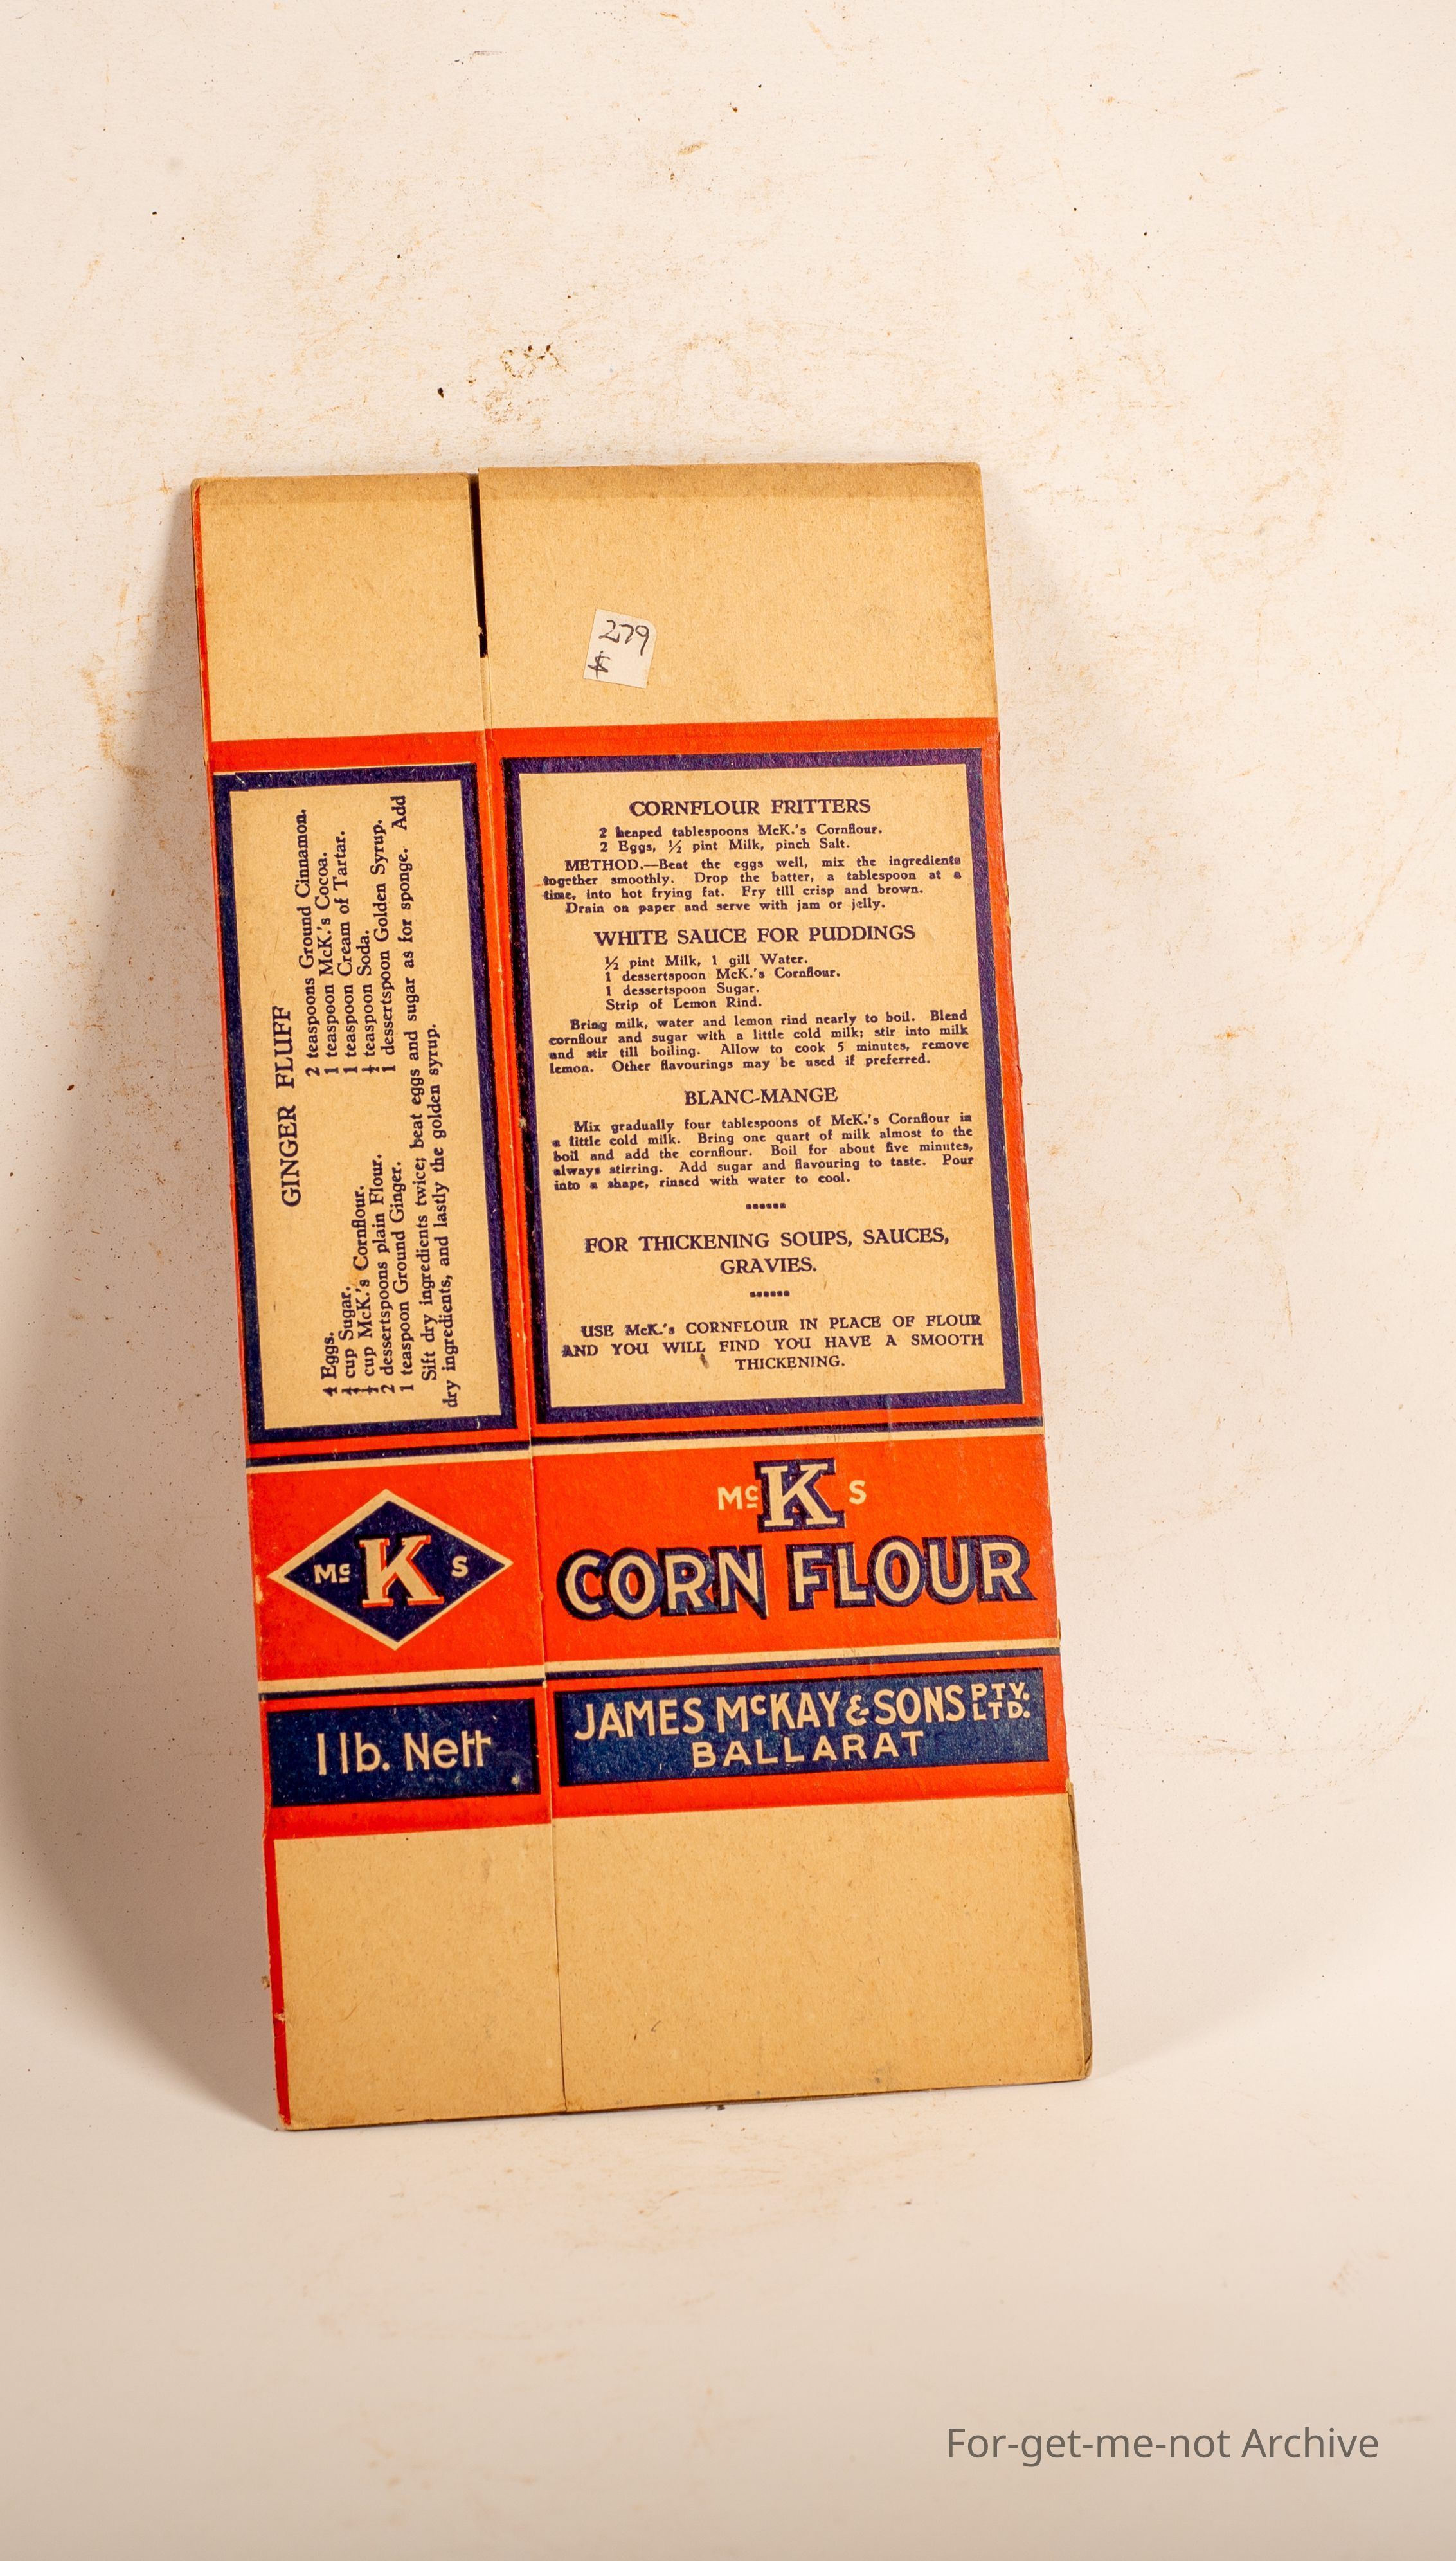 279
$
GINGER FLUFF
4 Eggs.
cup Sugar.
cup McK.'s Cornflour.
2 dessertspoons plain Flour.
1 teaspoon Ground Ginger.
2 teaspoons Ground Cinnamon.
1 teaspoon McK.'s Cocoa.
1 teaspoon Cream of Tartar.
teaspoon Soda.
1 dessertspoon Golden Syrup.
Sift dry ingredients twice; beat eggs and sugar as for sponge. Add
dry ingredients, and lastly the golden syrup.
Mc K S
1 lb. Nett
CORNFLOUR FRITTERS
2 heaped tablespoons McK.'s Cornflour.
2 Eggs, ½ pint Milk, pinch Salt.
METHOD.—Beat the eggs well, mix the ingredients
together smoothly. Drop the batter, a tablespoon at a
time, into hot frying fat. Fry till crisp and brown.
Drain on paper and serve with jam or jelly.
WHITE SAUCE FOR PUDDINGS
½ pint Milk, 1 gill Water.
1 dessertspoon McK.'s Cornflour.
1 dessertspoon Sugar.
Strip of Lemon Rind.
Bring milk, water and lemon rind nearly to boil. Blend
cornflour and sugar with a little cold milk; stir into milk
and stir till boiling. Allow to cook 5 minutes, remove
lemon. Other flavourings may be used if preferred.
BLANC-MANGE
Mix gradually four tablespoons of McK.'s Cornflour in
a little cold milk. Bring one quart of milk almost to the
boil and add the cornflour. Boil for about five minutes,
always stirring. Add sugar and flavouring to taste. Pour
into a shape, rinsed with water to cool.
FOR THICKENING SOUPS, SAUCES,
GRAVIES.
USE McK.'s CORNFLOUR IN PLACE OF FLOUR
AND YOU WILL FIND YOU HAVE A SMOOTH
THICKENING.
Mc K S
CORN FLOUR
JAMES McKAY & SONS PTY. LTD.
BALLARAT
For-get-me-not Archive